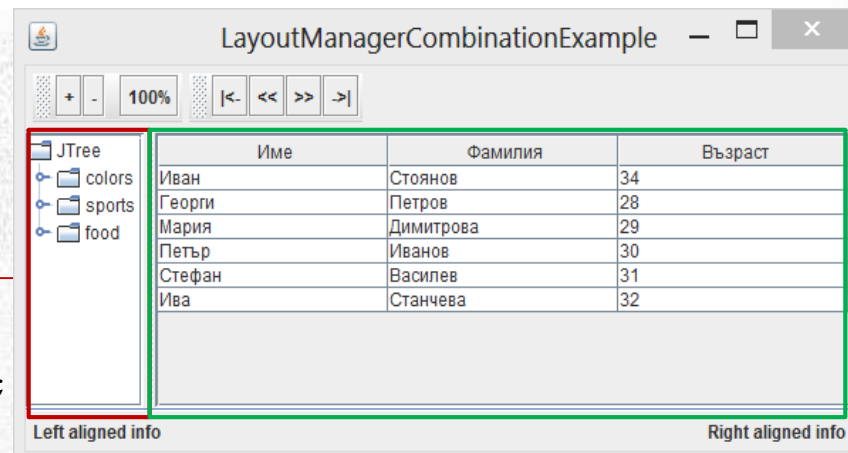 LayoutManagerCombinationExample
+ - 100% |<- << >> ->|
JTree
colors
sports
food
Име Фамилия Възраст
Иван Стоянов 34
Георги Петров 28
Мария Димитрова 29
Петър Иванов 30
Стефан Василев 31
Ива Станчева 32
;
Left aligned info Right aligned info